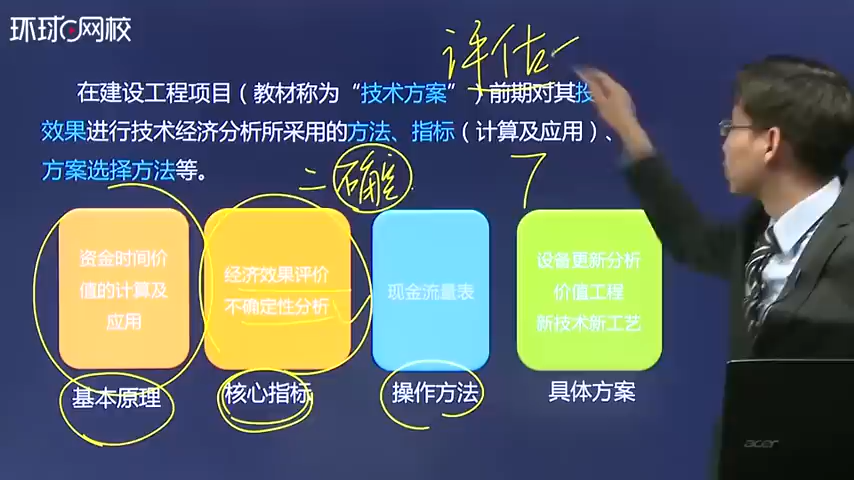 环球网校
评估
在建设工程项目（教材称为“技术方案”）前期对其投
效果进行技术经济分析所采用的方法、指标（计算及应用）、
方案选择方法等。
二 不确定
资金时间价
值的计算及
应用
经济效果评价
不确定性分析
现金流量表
设备更新分析
价值工程
新技术新工艺
基本原理
核心指标
操作方法
具体方案
acer